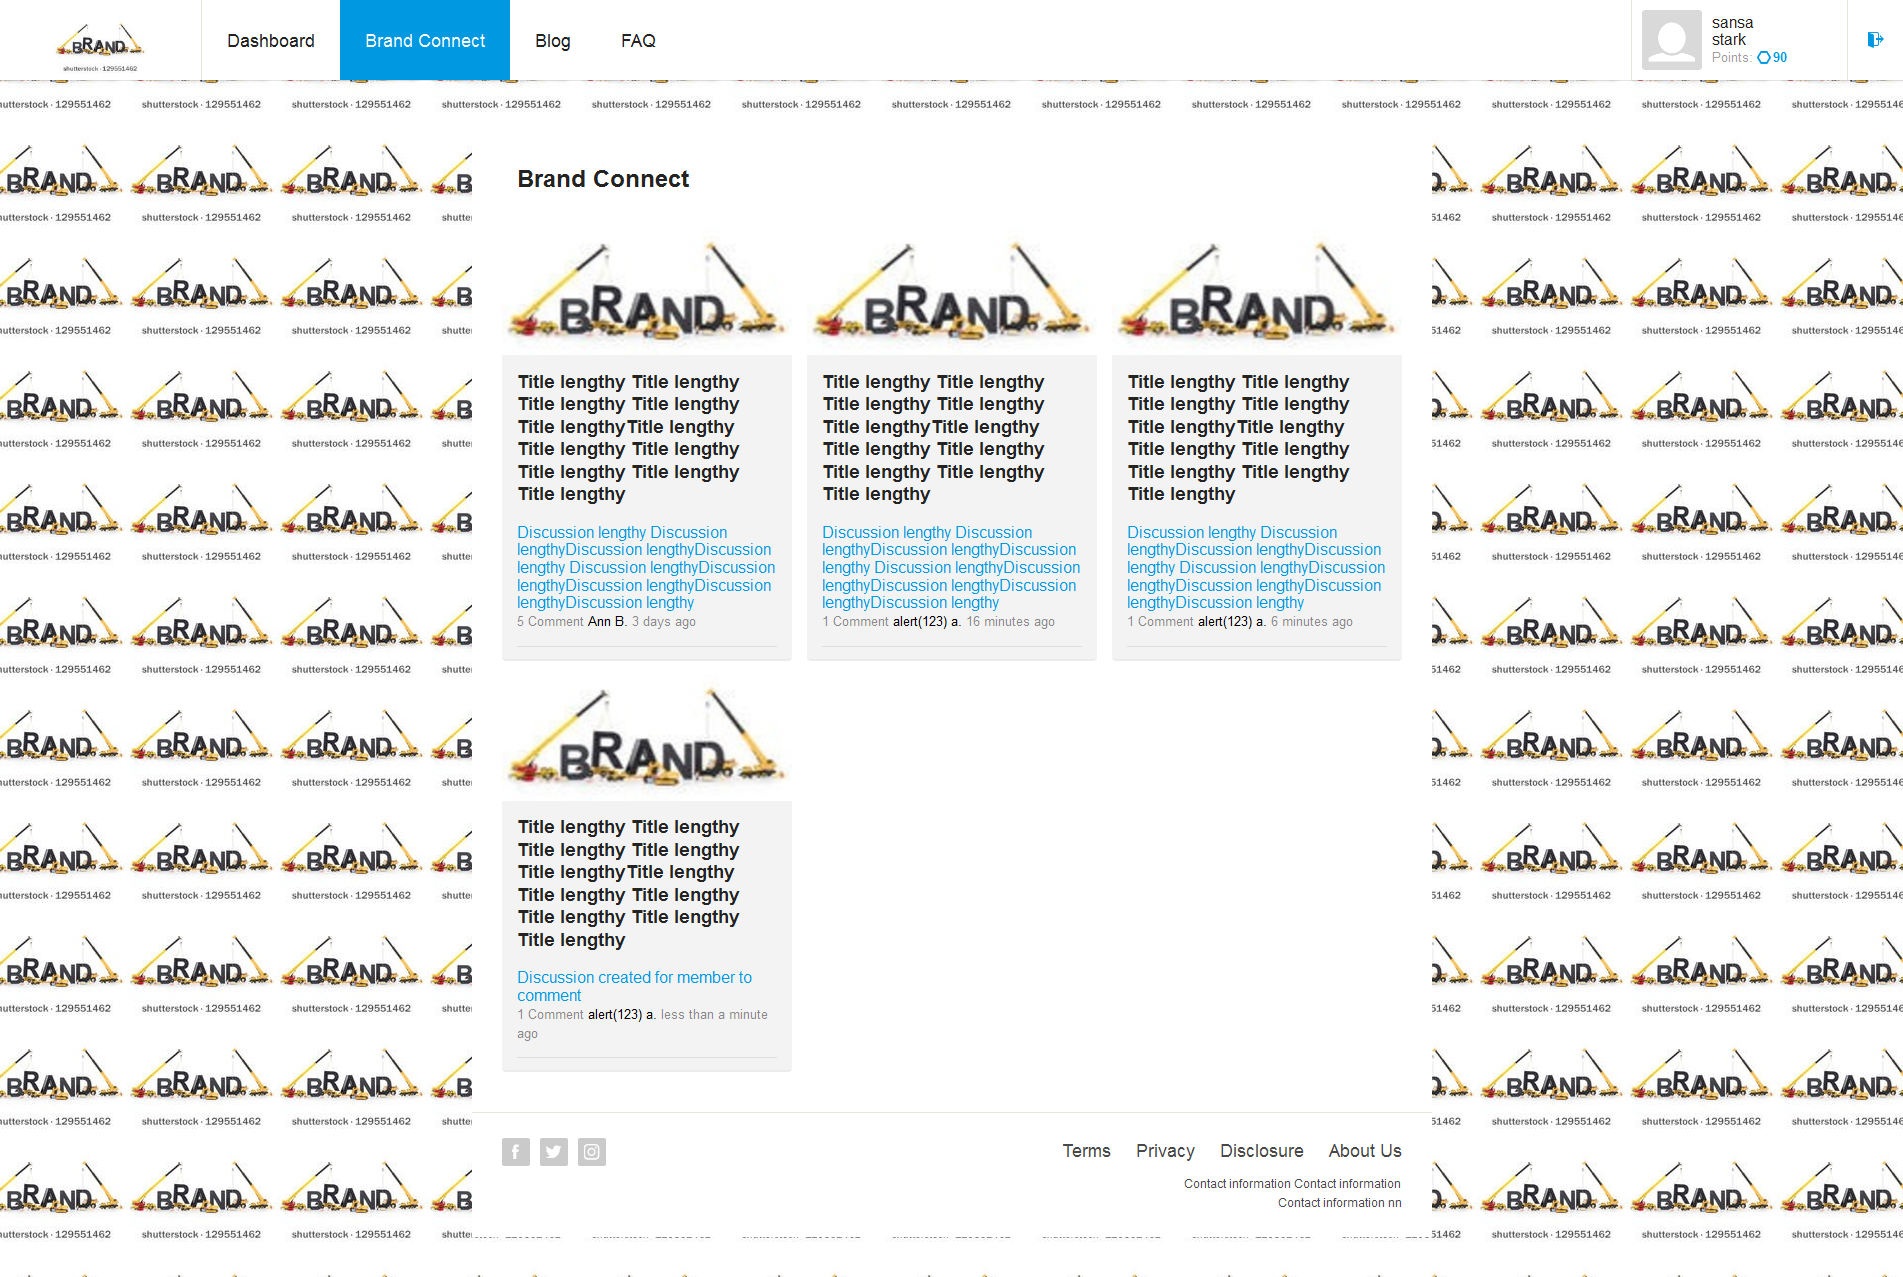 BRAND
shutterstock · 129551462
Dashboard
Brand Connect
Blog
FAQ
sansa
stark
Points: 90
Brand Connect
BRAND
BRAND
BRAND
Title lengthy Title lengthy
Title lengthy Title lengthy
Title lengthyTitle lengthy
Title lengthy Title lengthy
Title lengthy Title lengthy
Title lengthy
Discussion lengthy Discussion
lengthyDiscussion lengthyDiscussion
lengthy Discussion lengthyDiscussion
lengthyDiscussion lengthyDiscussion
lengthyDiscussion lengthy
5 Comment Ann B. 3 days ago
Title lengthy Title lengthy
Title lengthy Title lengthy
Title lengthyTitle lengthy
Title lengthy Title lengthy
Title lengthy Title lengthy
Title lengthy
Discussion lengthy Discussion
lengthyDiscussion lengthyDiscussion
lengthy Discussion lengthyDiscussion
lengthyDiscussion lengthyDiscussion
lengthyDiscussion lengthy
1 Comment alert(123) a. 16 minutes ago
Title lengthy Title lengthy
Title lengthy Title lengthy
Title lengthyTitle lengthy
Title lengthy Title lengthy
Title lengthy Title lengthy
Title lengthy
Discussion lengthy Discussion
lengthyDiscussion lengthyDiscussion
lengthy Discussion lengthyDiscussion
lengthyDiscussion lengthyDiscussion
lengthyDiscussion lengthy
1 Comment alert(123) a. 6 minutes ago
BRAND
Title lengthy Title lengthy
Title lengthy Title lengthy
Title lengthyTitle lengthy
Title lengthy Title lengthy
Title lengthy Title lengthy
Title lengthy
Discussion created for member to
comment
1 Comment alert(123) a. less than a minute
ago
Terms
Privacy
Disclosure
About Us
Contact information Contact information
Contact information nn